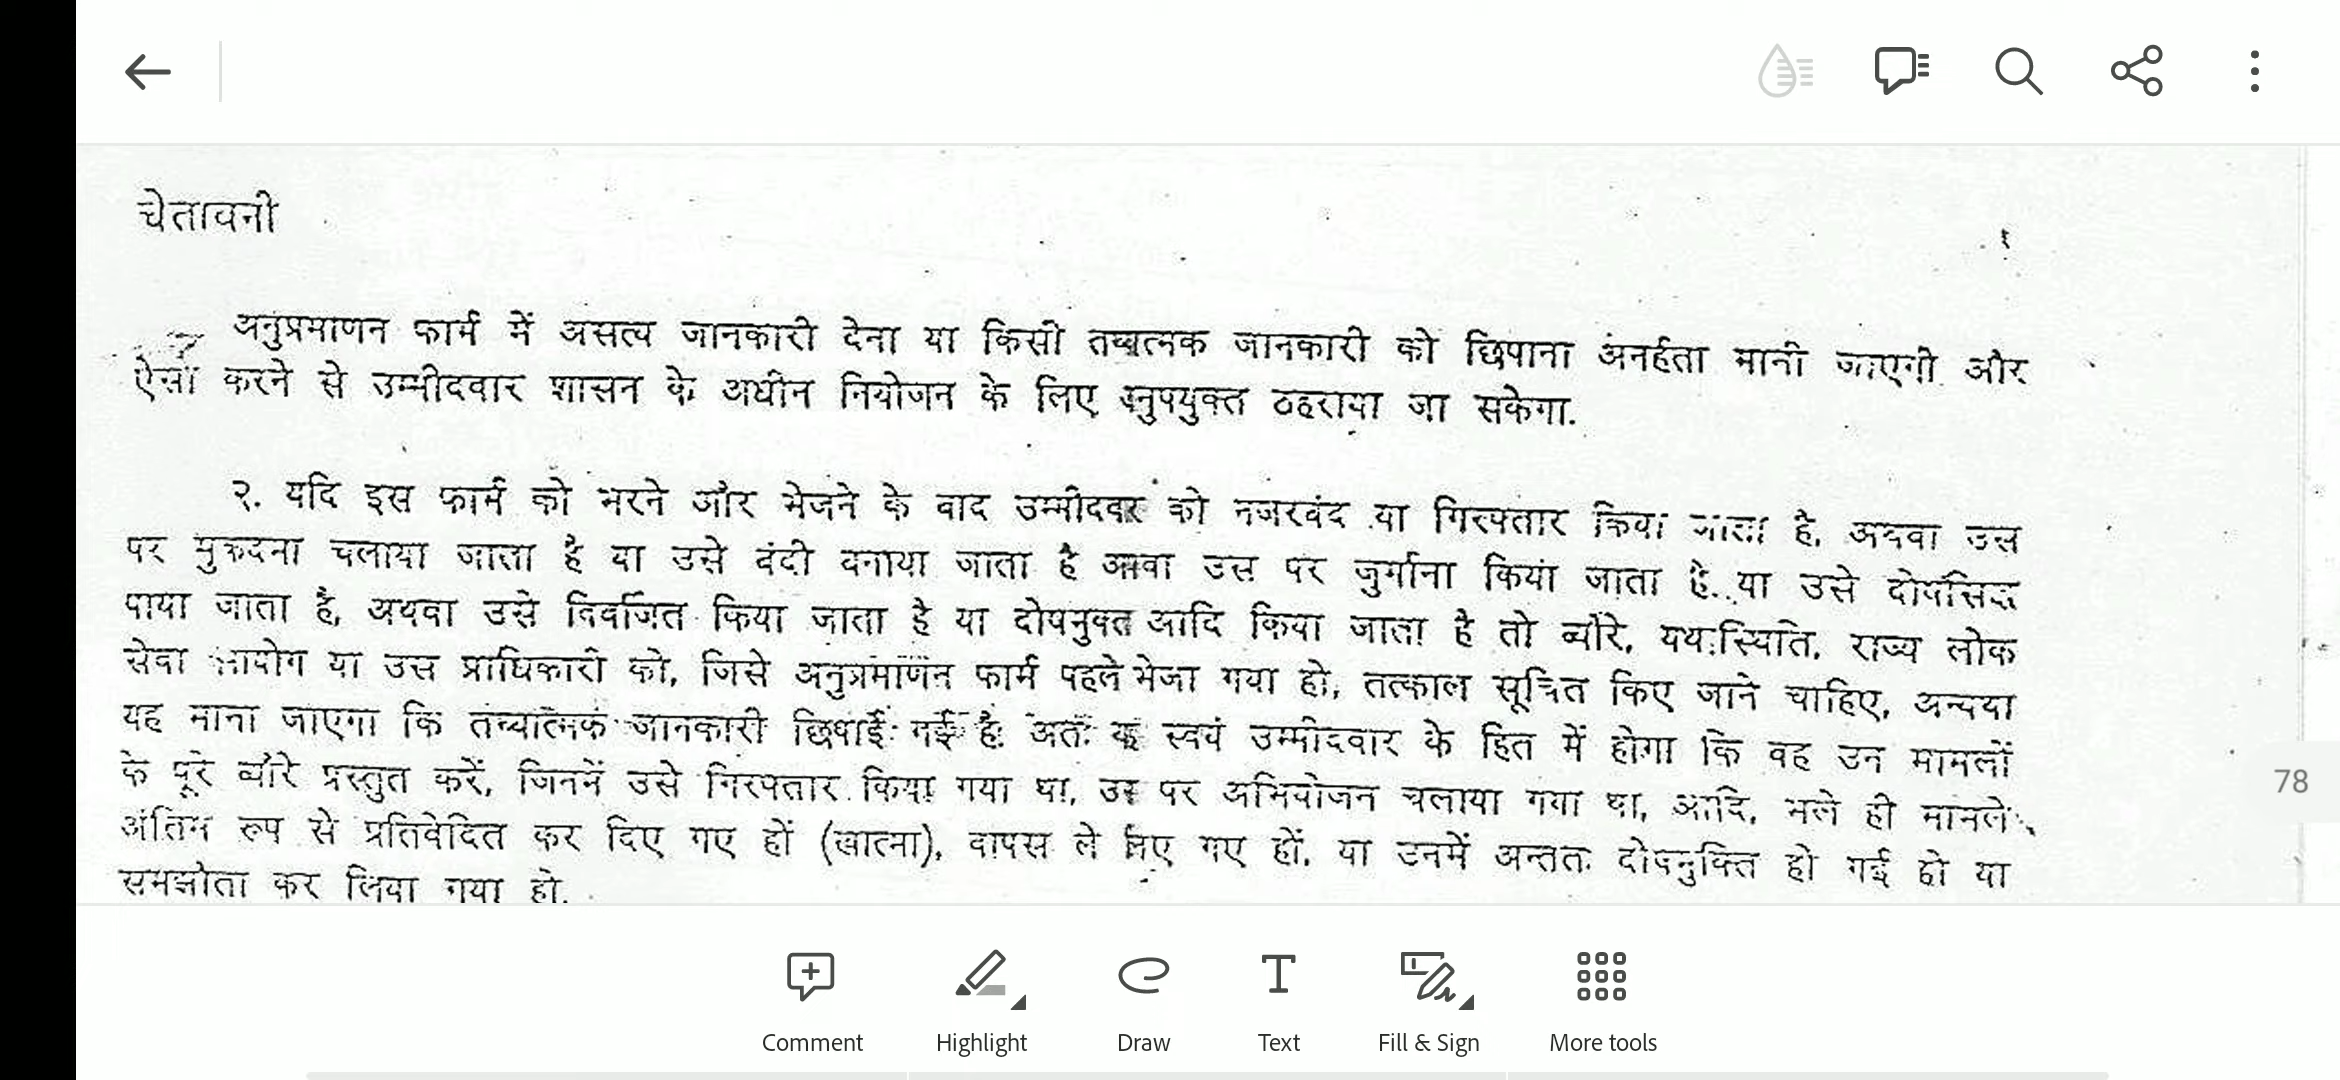 चेतावनी
अनुप्रमाणन फार्म में असत्य जानकारी देना या किसी तथ्यात्मक जानकारी को छिपाना अनर्हता मानी जाएगी और
ऐसा करने से उम्मीदवार शासन के अधीन नियोजन के लिए अनुपयुक्त ठहराया जा सकेगा.
२. यदि इस फार्म को भरने और भेजने के बाद उम्मीदवार को नजरबंद या गिरफ्तार किया जाता है, अथवा उस
पर मुकदमा चलाया जाता है या उसे बंदी बनाया जाता है अथवा उस पर जुर्माना किया जाता है या उसे दोषसिद्ध
पाया जाता है, अथवा उसे विवर्जित किया जाता है या दोषमुक्त आदि किया जाता है तो ब्यौरे, यथास्थिति, राज्य लोक
सेवा आयोग या उस प्राधिकारी को, जिसे अनुप्रमाणन फार्म पहले भेजा गया हो, तत्काल सूचित किए जाने चाहिए, अन्यथा
यह माना जाएगा कि तथ्यात्मक जानकारी छिपाई गई है. अतः यह स्वयं उम्मीदवार के हित में होगा कि वह उन मामलों
के पूरे ब्यौरे प्रस्तुत करें, जिनमें उसे गिरफ्तार किया गया था, उस पर अभियोजन चलाया गया था, आदि, भले ही मामले
अंतिम रूप से प्रतिवेदित कर दिए गए हों (खात्मा), वापस ले लिए गए हों, या उनमें अन्ततः दोषमुक्ति हो गई हो या
समझौता कर लिया गया हो.
78
Comment Highlight Draw Text Fill & Sign More tools